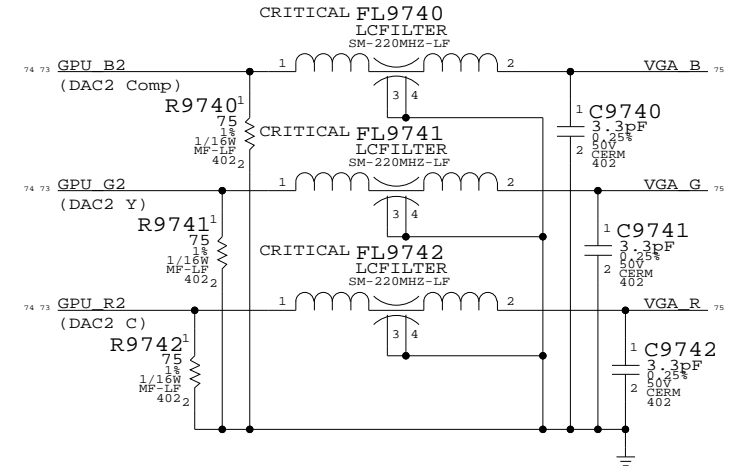 CRITICAL FL9740
LCFILTER
SM-220MHZ-LF
74 73 GPU_B2 1 2 VGA_B 75
(DAC2 Comp)
3 4
R9740 1
75
1%
1/16W
MF-LF
402 2
1 C9740
3.3pF
0.25%
2 50V
CERM
402
CRITICAL FL9741
LCFILTER
SM-220MHZ-LF
74 73 GPU_G2 1 2 VGA_G 75
(DAC2 Y)
3 4
R9741 1
75
1%
1/16W
MF-LF
402 2
1 C9741
3.3pF
0.25%
2 50V
CERM
402
CRITICAL FL9742
LCFILTER
SM-220MHZ-LF
74 73 GPU_R2 1 2 VGA_R 75
(DAC2 C)
3 4
R9742 1
75
1%
1/16W
MF-LF
402 2
1 C9742
3.3pF
0.25%
2 50V
CERM
402